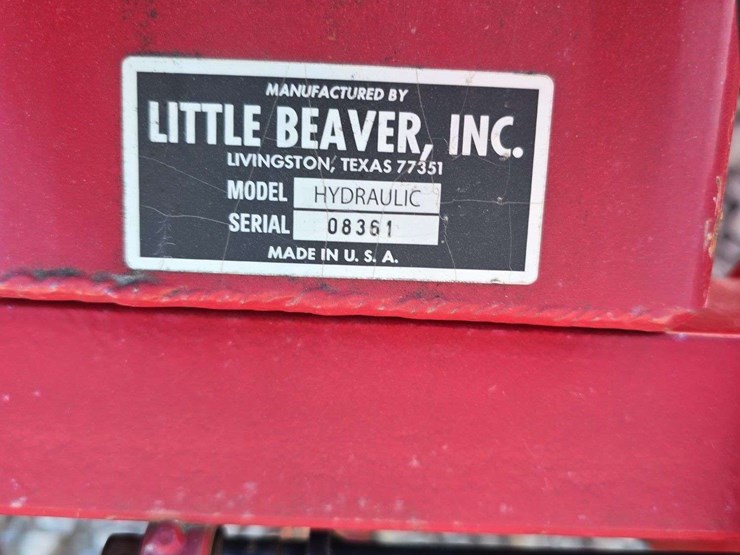 MANUFACTURED BY
LITTLE BEAVER, INC.
LIVINGSTON, TEXAS 77351
MODEL HYDRAULIC
SERIAL 08361
MADE IN U. S. A.